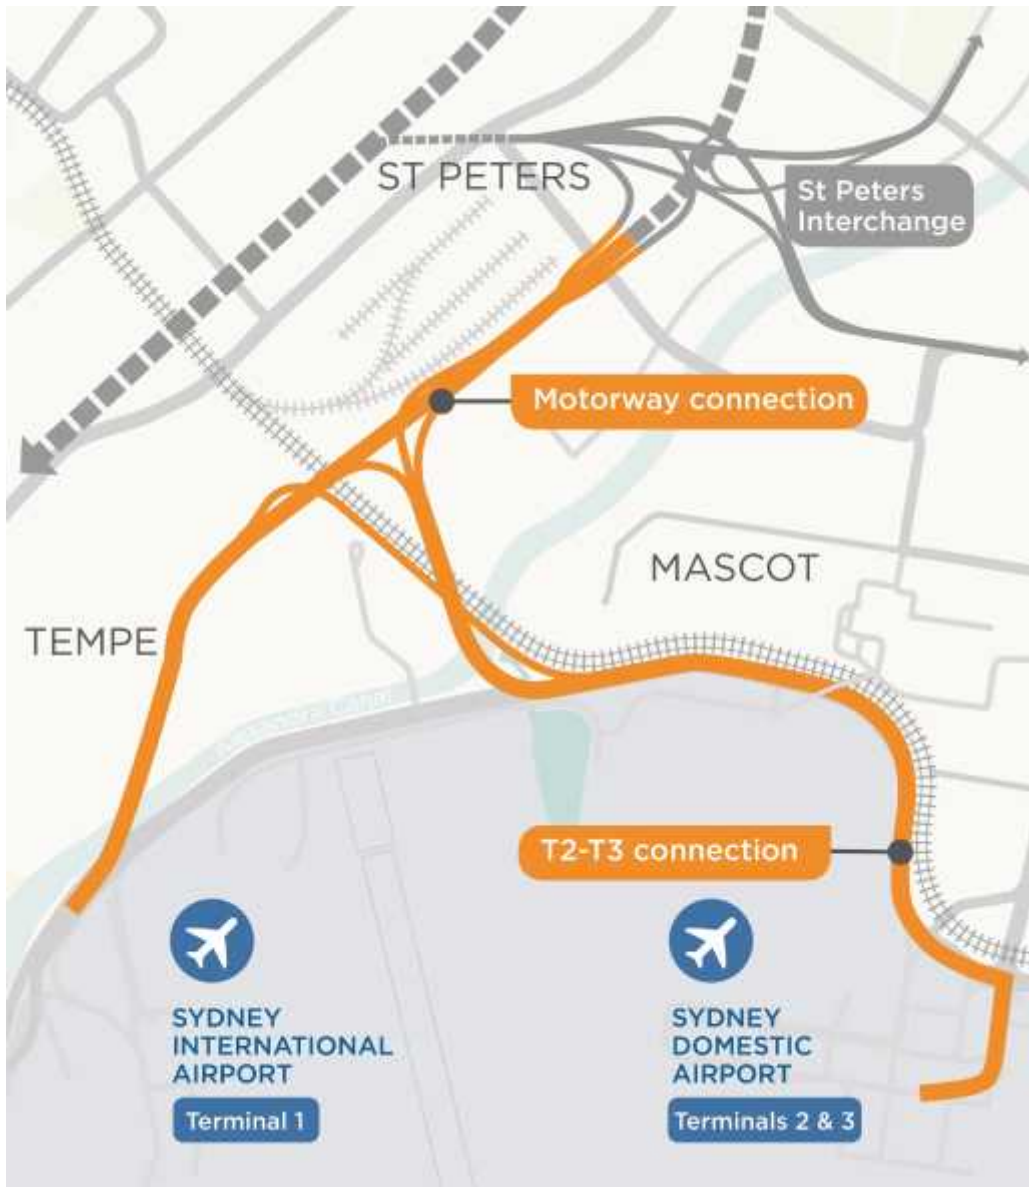 ST PETERS
St Peters
Interchange
Motorway connection
MASCOT
TEMPE
T2-T3 connection
SYDNEY
INTERNATIONAL
AIRPORT
Terminal 1
SYDNEY
DOMESTIC
AIRPORT
Terminals 2 & 3